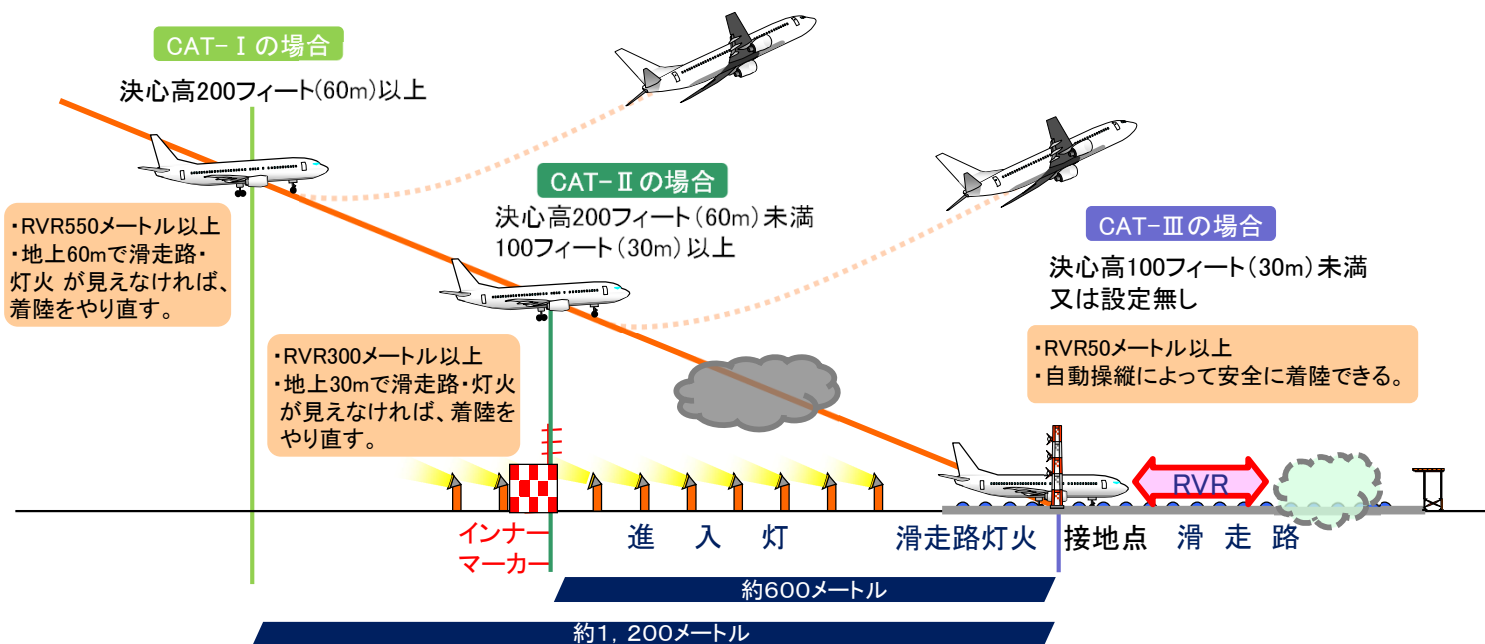 CAT-Ⅰの場合
決心高200フィート(60m)以上
・RVR550メートル以上
・地上60mで滑走路・
灯火 が見えなければ、
着陸をやり直す。
CAT-Ⅱの場合
決心高200フィート(60m)未満
100フィート(30m)以上
・RVR300メートル以上
・地上30mで滑走路・灯火
が見えなければ、着陸を
やり直す。
CAT-Ⅲの場合
決心高100フィート(30m)未満
又は設定無し
・RVR50メートル以上
・自動操縦によって安全に着陸できる。
RVR
インナー
マーカー
進入灯
滑走路灯火
接地点
滑走路
約600メートル
約1,200メートル